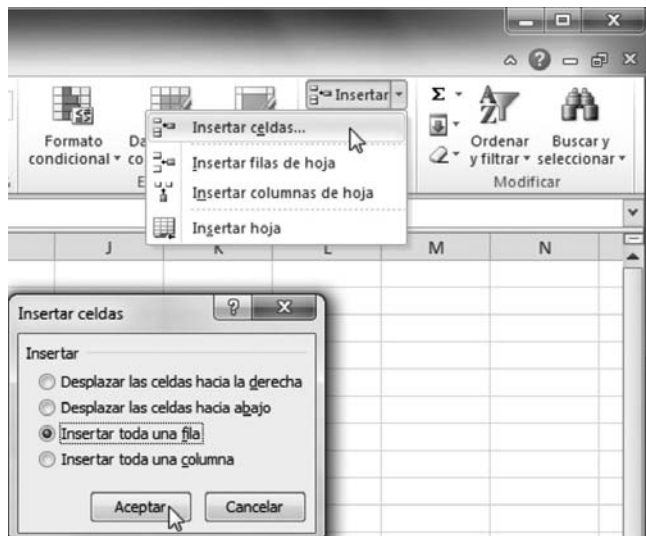 Insertar
Σ
Formato
condicional
Da
co
E
Insertar celdas...
Insertar filas de hoja
Insertar columnas de hoja
Insertar hoja
A
Z
Ordenar
y filtrar
Buscar y
seleccionar
Modificar
J K L M N
Insertar celdas
Insertar
Desplazar las celdas hacia la derecha
Desplazar las celdas hacia abajo
Insertar toda una fila
Insertar toda una columna
Aceptar Cancelar